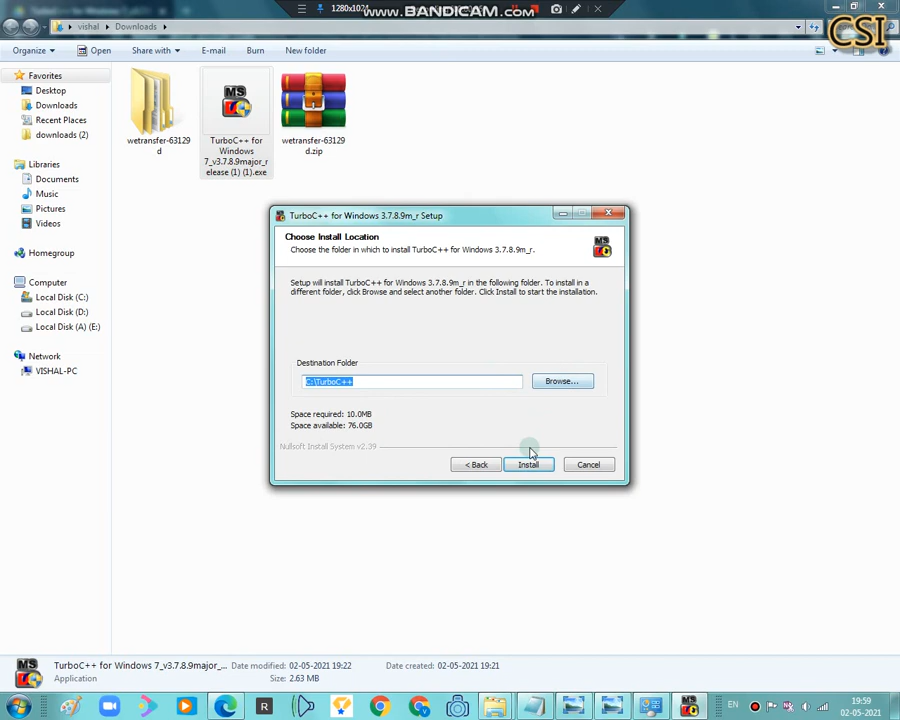 1280x1024
WWW.BANDICAM.COM
CSI
vishal Downloads
Organize Open Share with E-mail Burn New folder
Favorites
Desktop
Downloads
Recent Places
downloads (2)
Libraries
Documents
Music
Pictures
Videos
Homegroup
Computer
Local Disk (C:)
Local Disk (D:)
Local Disk (A) (E:)
Network
VISHAL-PC
wetransfer-63129
d
MS
TurboC++ for
Windows
7_v3.7.8.9major_r
elease (1) (1).exe
wetransfer-63129
d.zip
TurboC++ for Windows 3.7.8.9m_r Setup
Choose Install Location
Choose the folder in which to install TurboC++ for Windows 3.7.8.9m_r.
MS
Setup will install TurboC++ for Windows 3.7.8.9m_r in the following folder. To install in a
different folder, click Browse and select another folder. Click Install to start the installation.
Destination Folder
C:\TurboC++
Browse...
Space required: 10.0MB
Space available: 76.0GB
Nullsoft Install System v2.39
< Back Install Cancel
MS
TurboC++ for Windows 7_v3.7.8.9major_... Date modified: 02-05-2021 19:22 Date created: 02-05-2021 19:21
Application Size: 2.63 MB
R
EN
19:59
02-05-2021